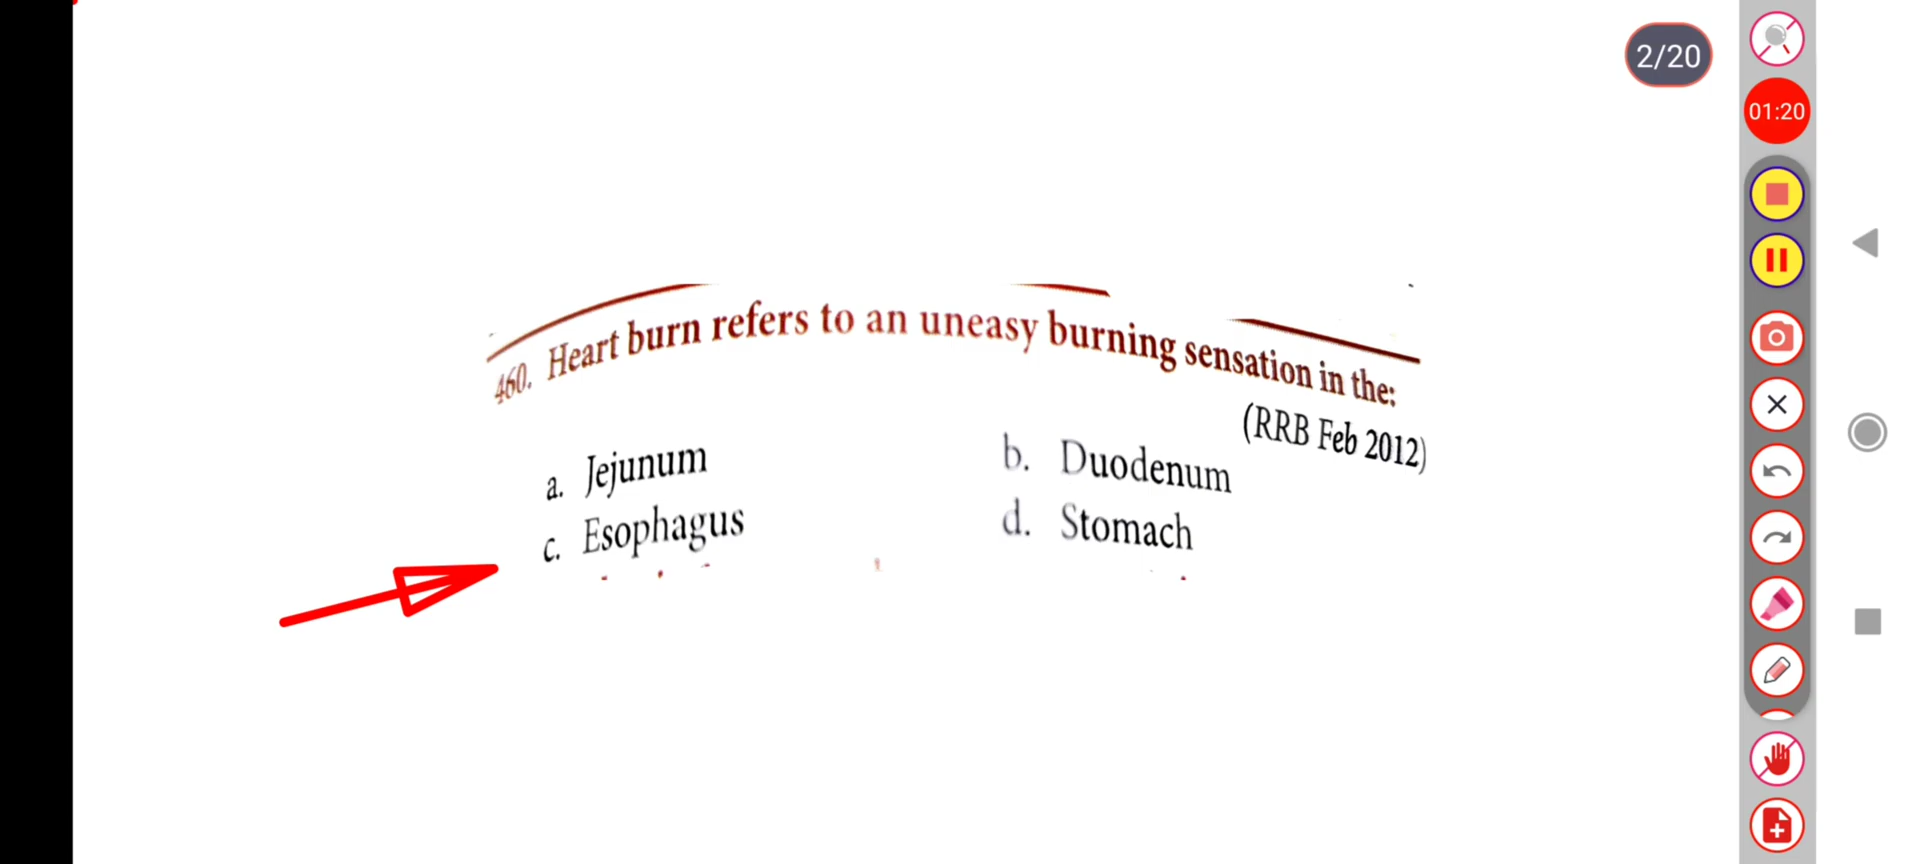 2/20
01:20
460. Heart burn refers to an uneasy burning sensation in the:
(RRB Feb 2012)
a. Jejunum
b. Duodenum
c. Esophagus
d. Stomach